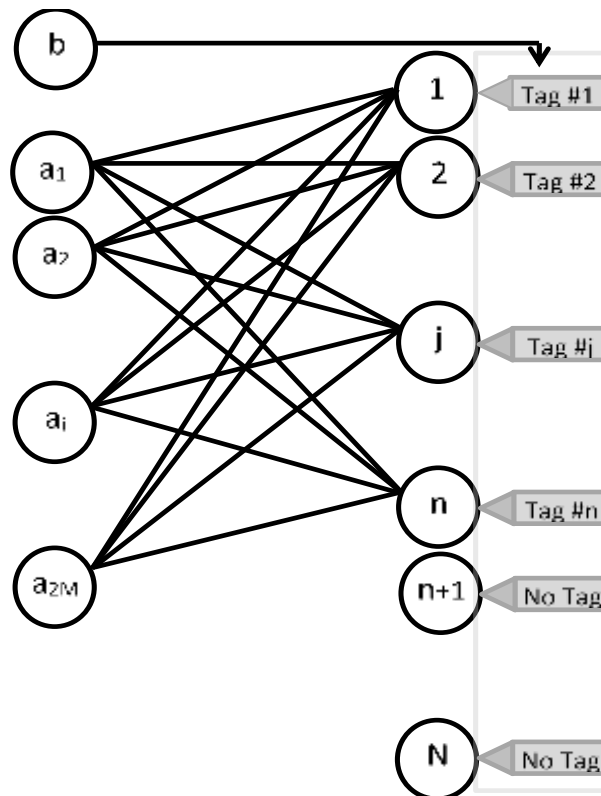 b
1
Tag #1
a₁
2
Tag #2
a₂
j
Tag #j
aᵢ
n
Tag #n
a₂M
n+1
No Tag
N
No Tag